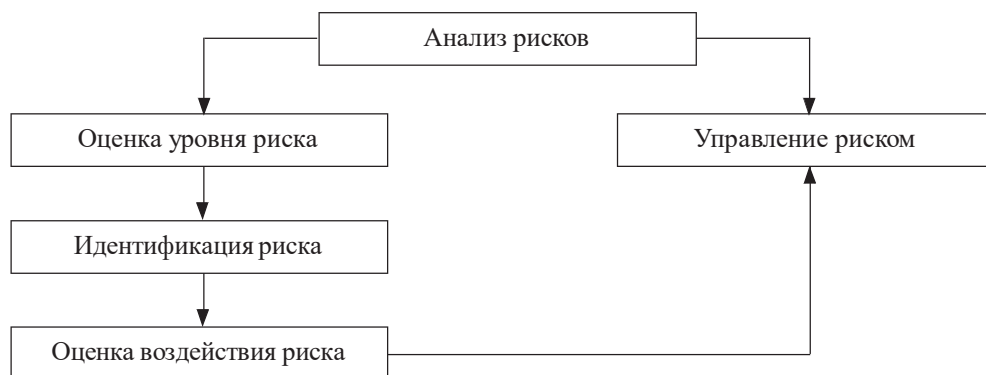 Анализ рисков
Оценка уровня риска
Управление риском
Идентификация риска
Оценка воздействия риска